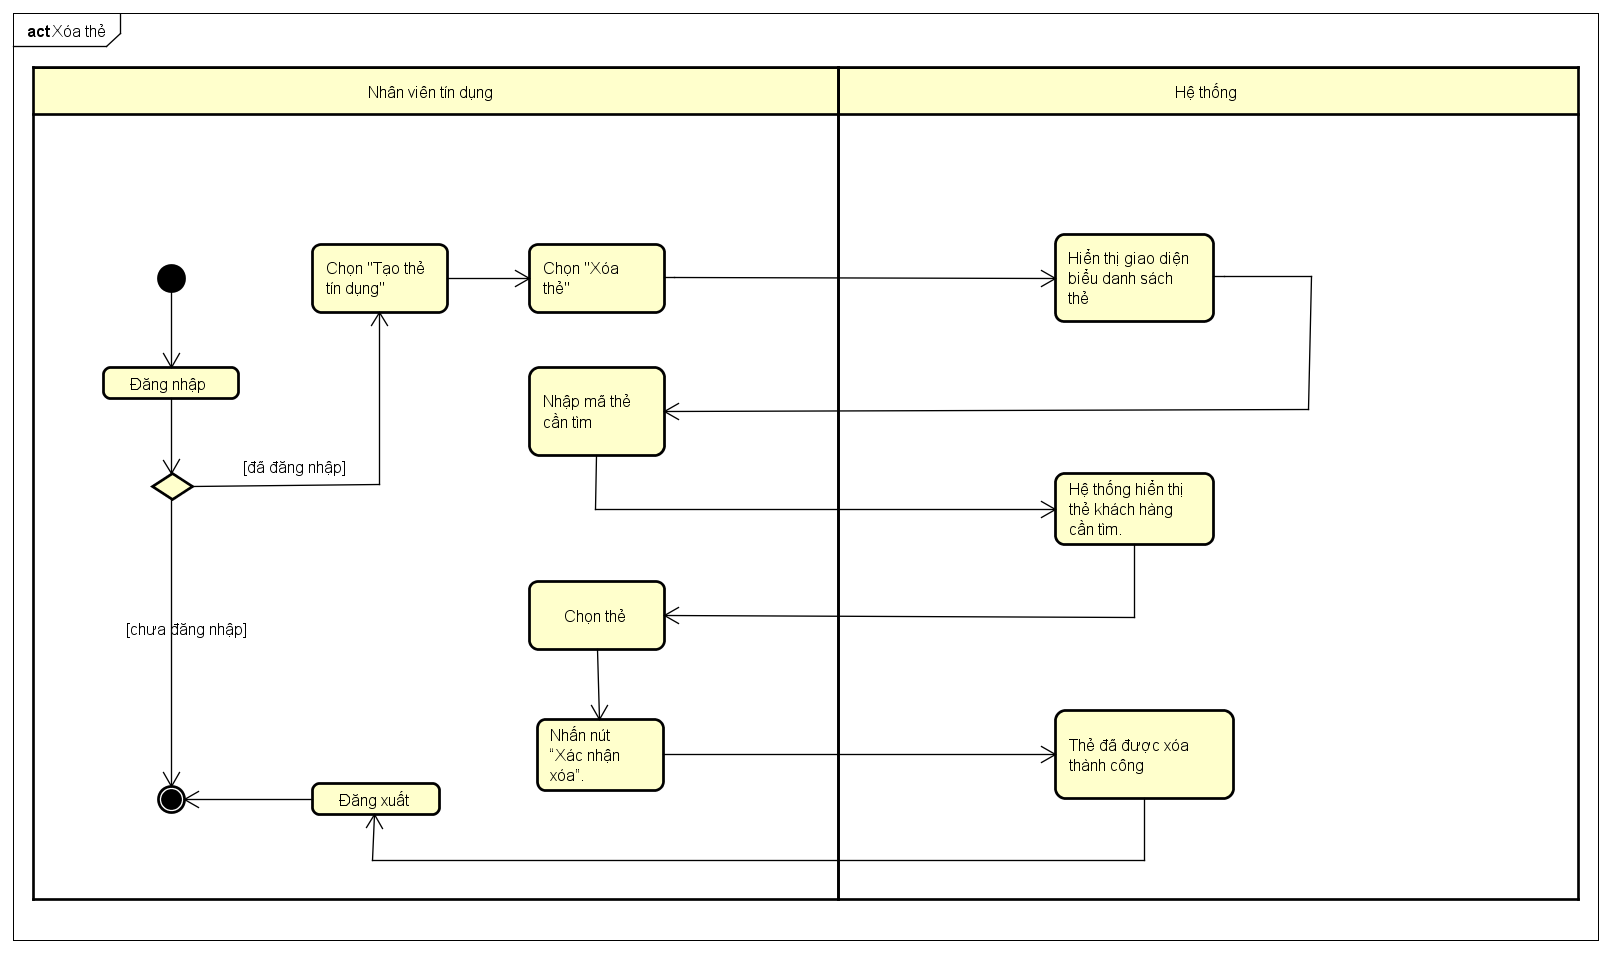 act Xóa thẻ
Nhân viên tín dụng
Hệ thống
Chọn "Tạo thẻ
tín dụng"
Chọn "Xóa
thẻ"
Hiển thị giao diện
biểu danh sách
thẻ
Đăng nhập
Nhập mã thẻ
cần tìm
[đã đăng nhập]
Hệ thống hiển thị
thẻ khách hàng
cần tìm.
[chưa đăng nhập]
Chọn thẻ
Nhấn nút
“Xác nhận
xóa”.
Thẻ đã được xóa
thành công
Đăng xuất